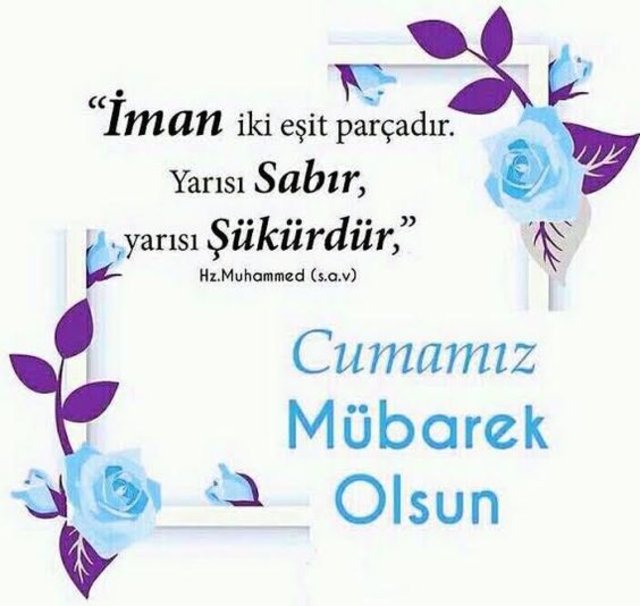 “İman iki eşit parçadır.
Yarısı Sabır,
yarısı Şükürdür,”
Hz.Muhammed (s.a.v)
Cumamız
Mübarek
Olsun